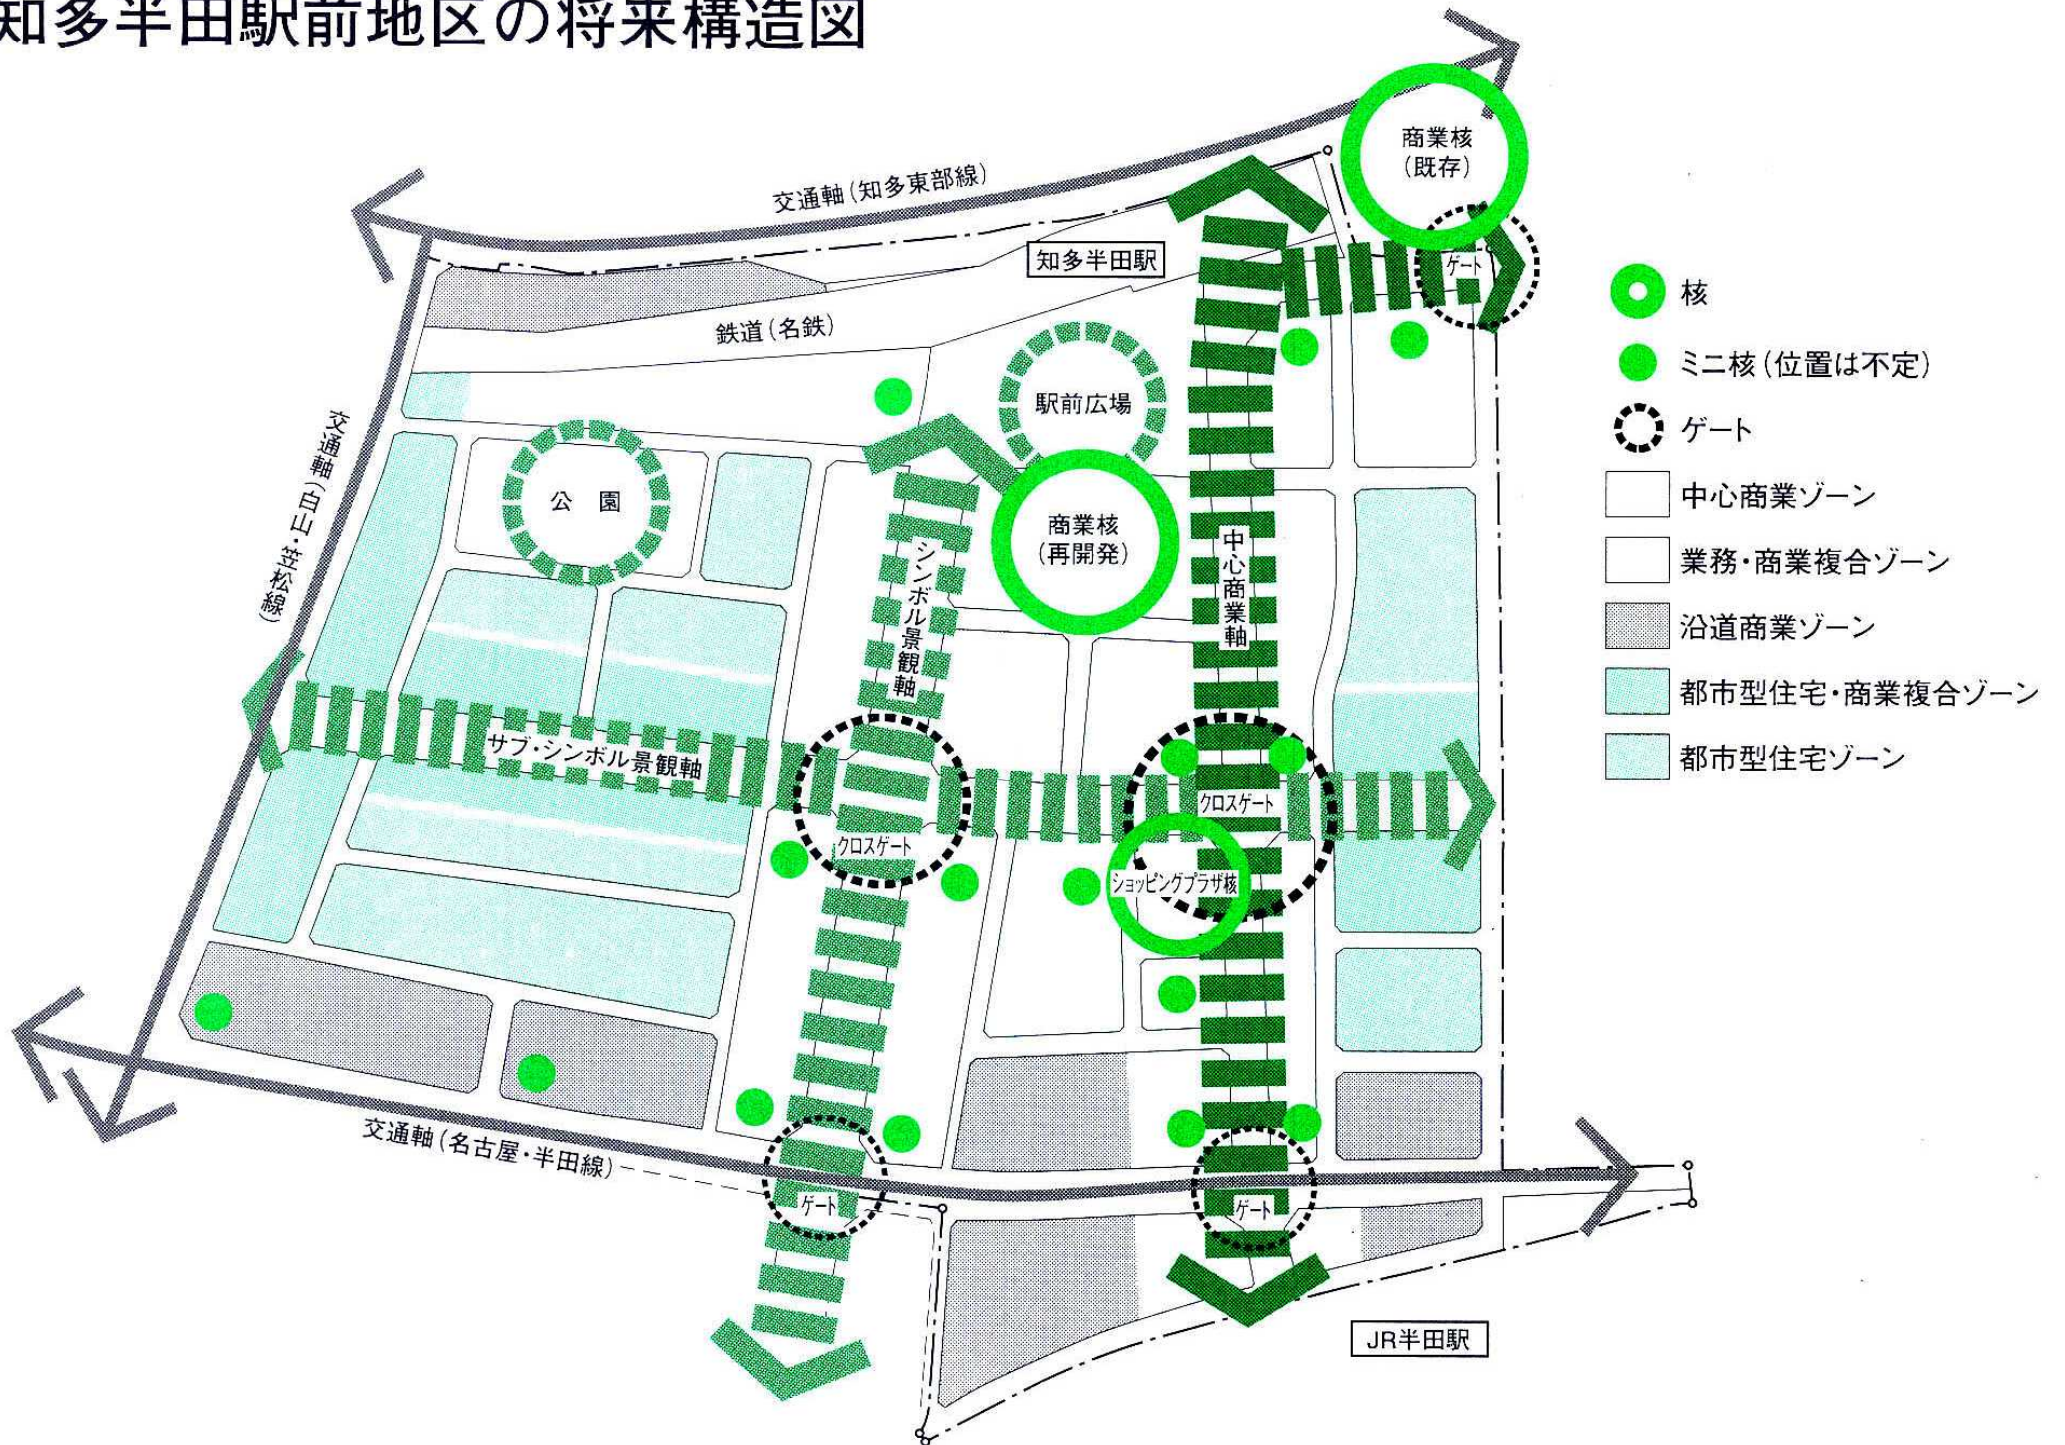 知多半田駅前地区の将来構造図
商業核
（既存）
交通軸（知多東部線）
知多半田駅
ゲート
鉄道（名鉄）
駅前広場
公　園
商業核
（再開発）
交通軸（白山・笠松線）
シンボル景観軸
中心商業軸
サブ・シンボル景観軸
クロスゲート
クロスゲート
ショッピングプラザ核
交通軸（名古屋・半田線）
ゲート
ゲート
JR半田駅
核
ミニ核（位置は不定）
ゲート
中心商業ゾーン
業務・商業複合ゾーン
沿道商業ゾーン
都市型住宅・商業複合ゾーン
都市型住宅ゾーン